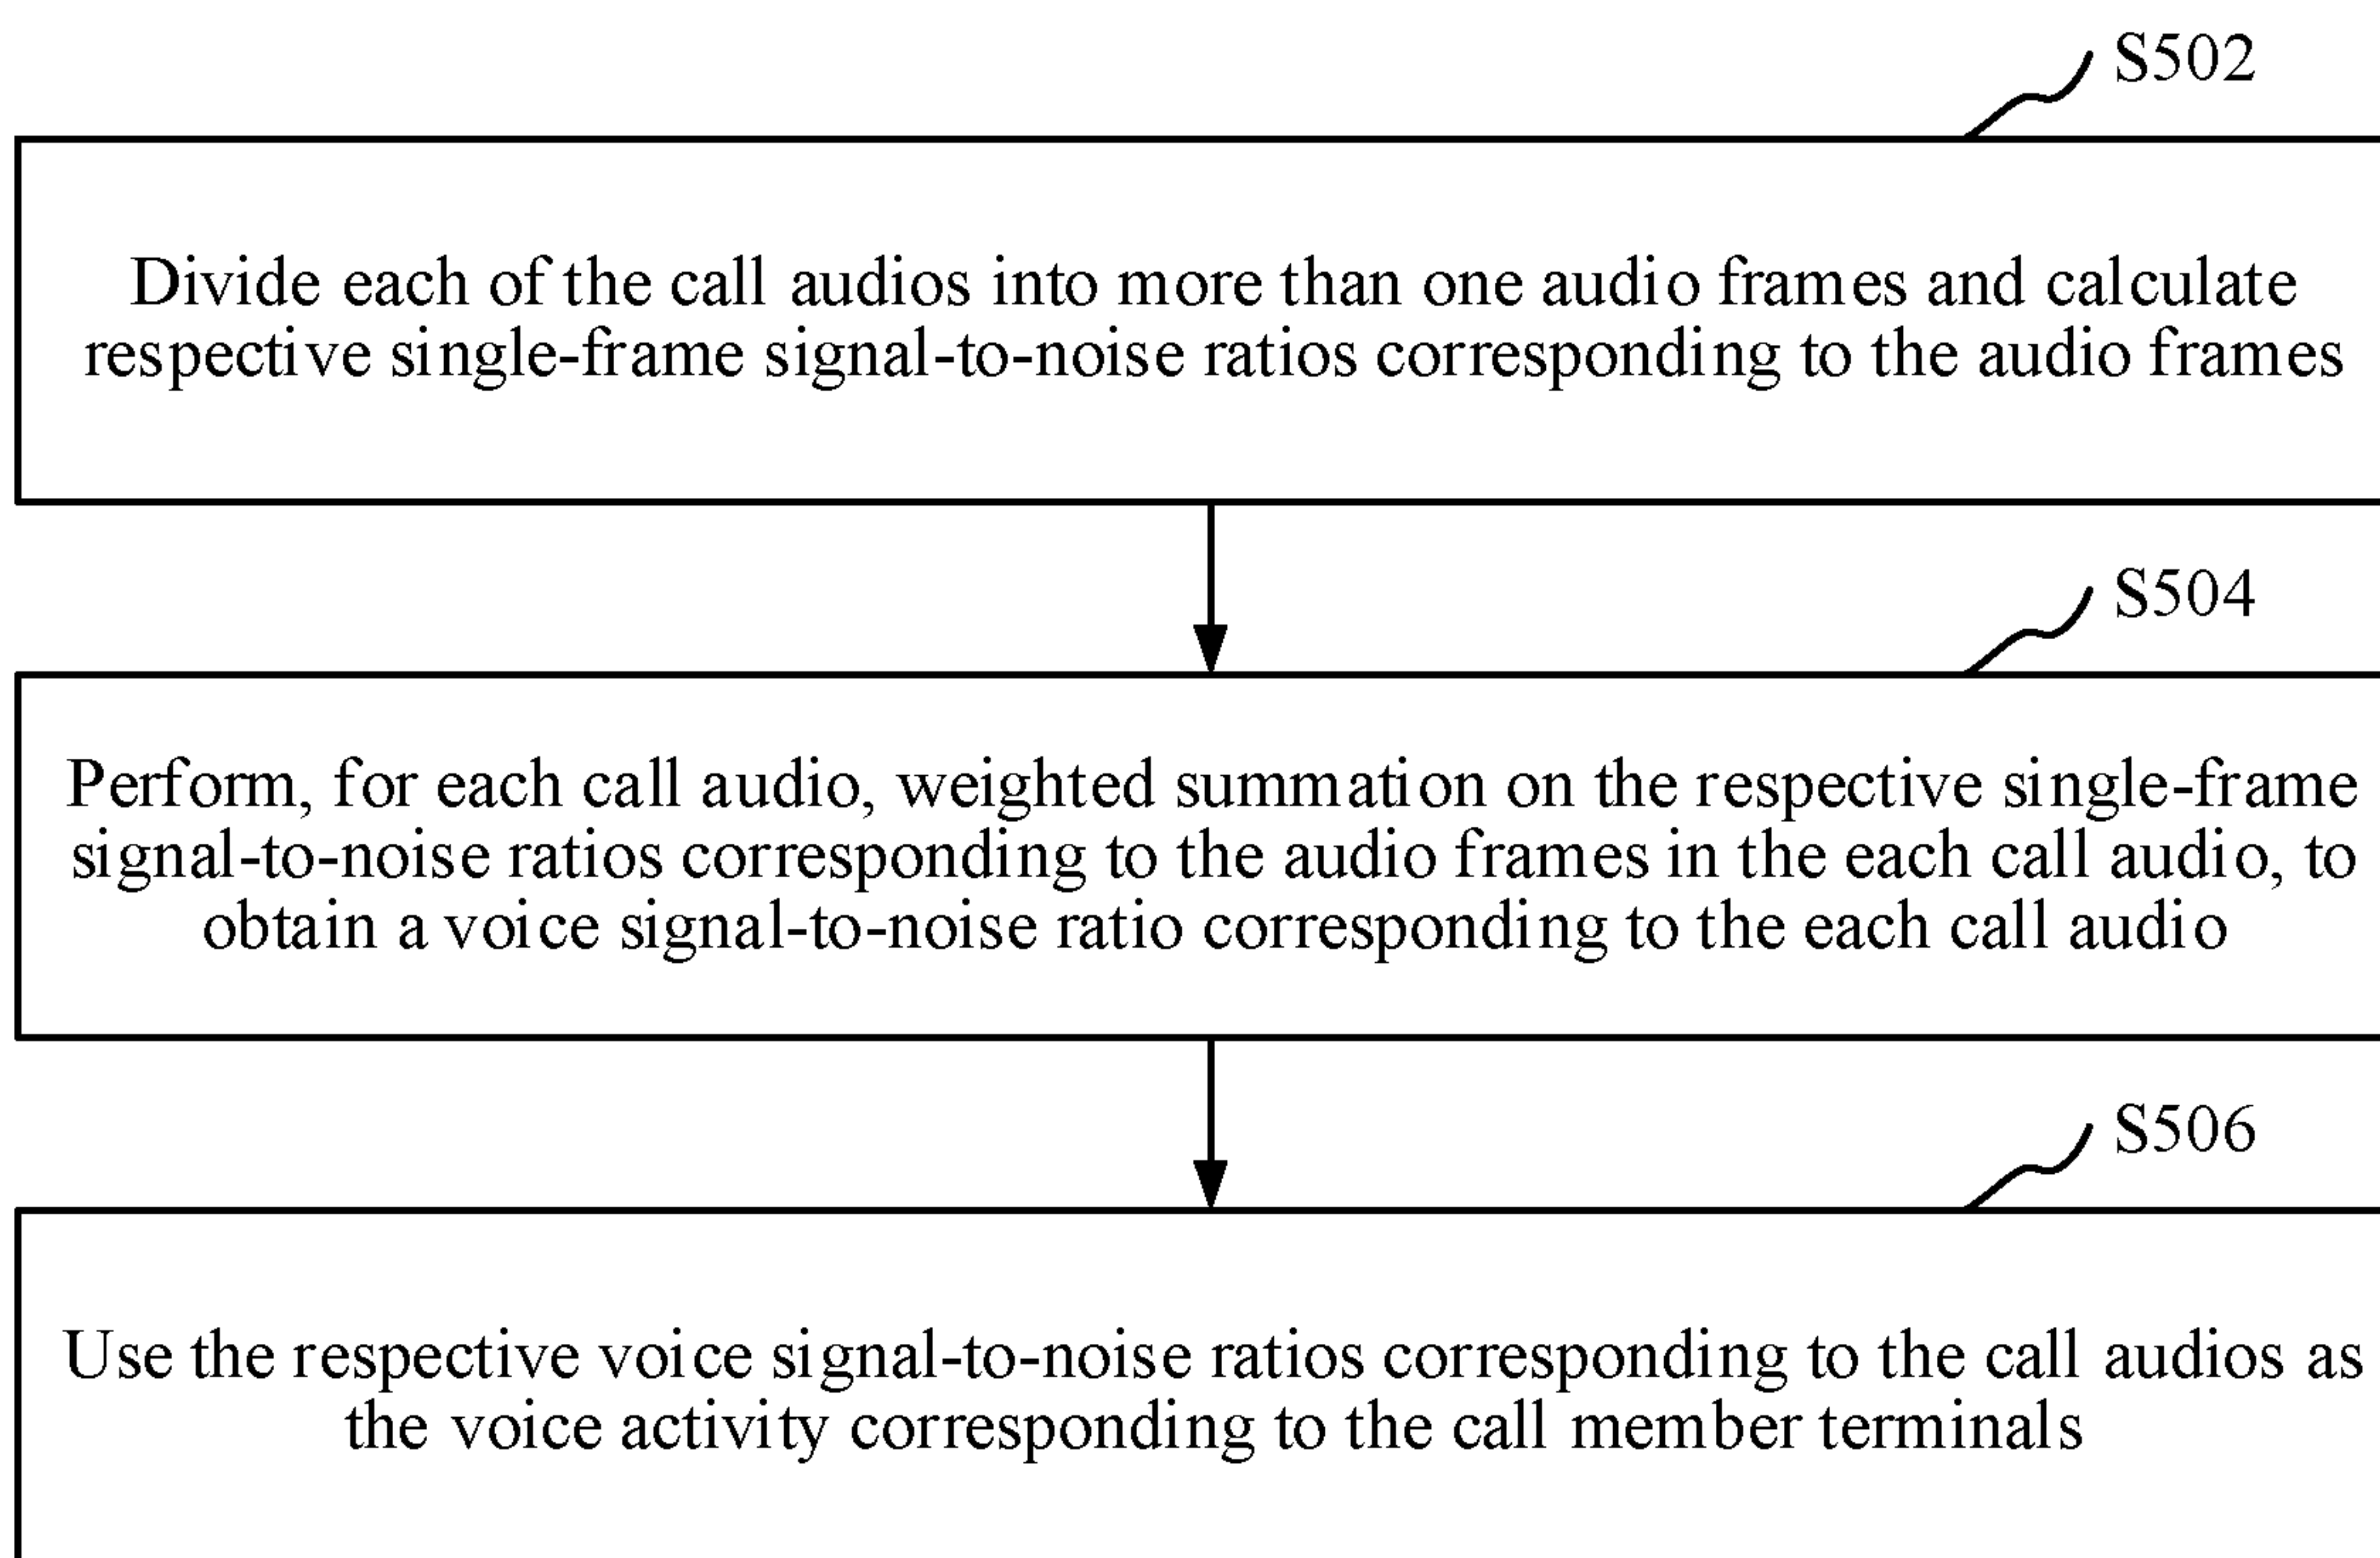 S502
Divide each of the call audios into more than one audio frames and calculate
respective single-frame signal-to-noise ratios corresponding to the audio frames
S504
Perform, for each call audio, weighted summation on the respective single-frame
signal-to-noise ratios corresponding to the audio frames in the each call audio, to
obtain a voice signal-to-noise ratio corresponding to the each call audio
S506
Use the respective voice signal-to-noise ratios corresponding to the call audios as
the voice activity corresponding to the call member terminals